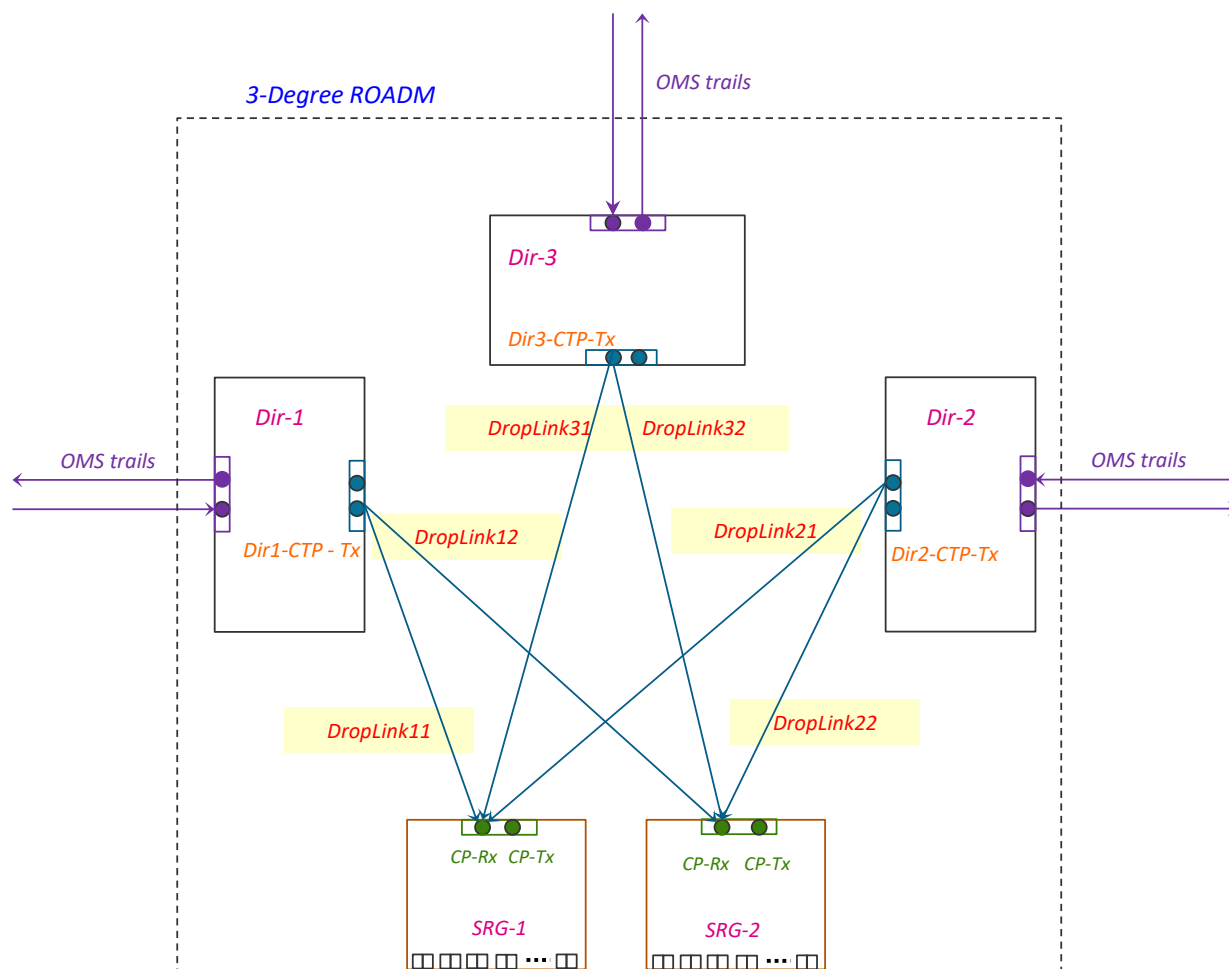 OMS trails
3-Degree ROADM
Dir-3
Dir3-CTP-Tx
Dir-1
Dir-2
DropLink31
DropLink32
OMS trails
OMS trails
DropLink12
DropLink21
Dir1-CTP - Tx
Dir2-CTP-Tx
DropLink11
DropLink22
CP-Rx CP-Tx
CP-Rx CP-Tx
SRG-1
SRG-2